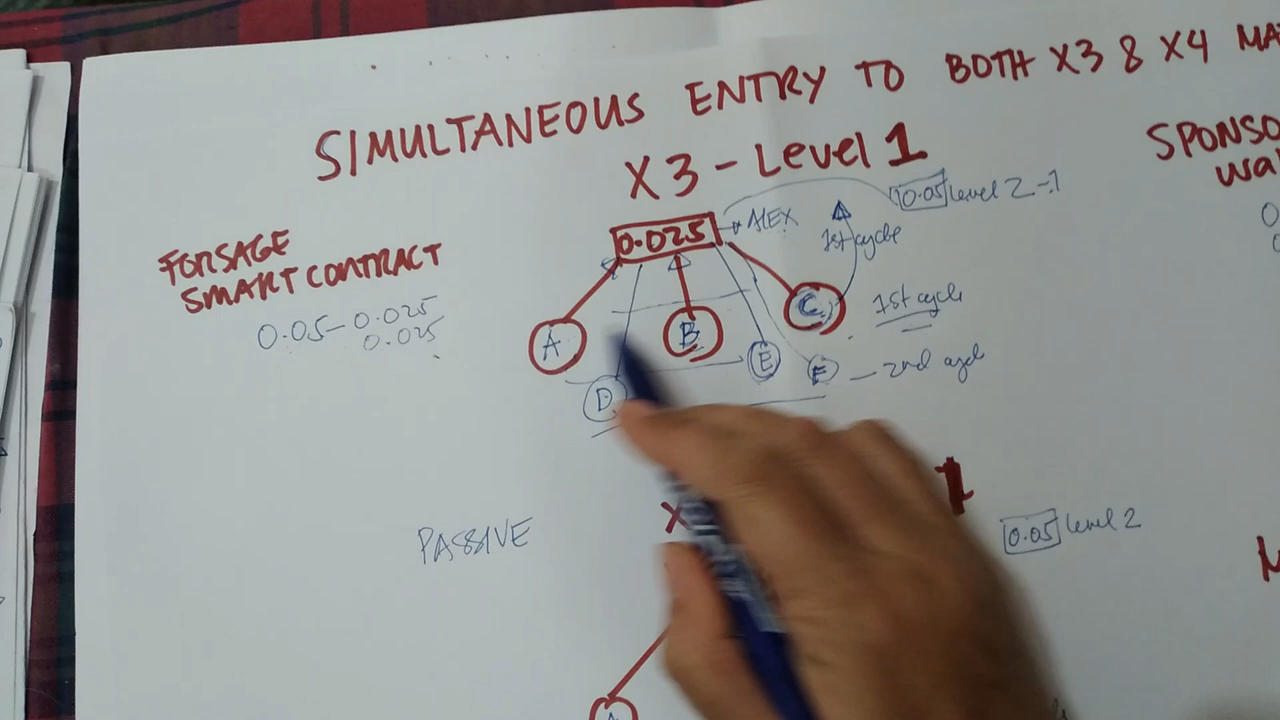 SIMULTANEOUS ENTRY TO BOTH X3 & X4 MA
X3 - Level 1
SPONSO
Wa
0.05 Level 2 -
0.025
ALEX
1st cycle
FORSAGE
SMART CONTRACT
0.05 - 0.025
0.025
A
B
C
1st cycle
D
E
F
- 2nd cycle
X
1
PASSIVE
0.05 Level 2